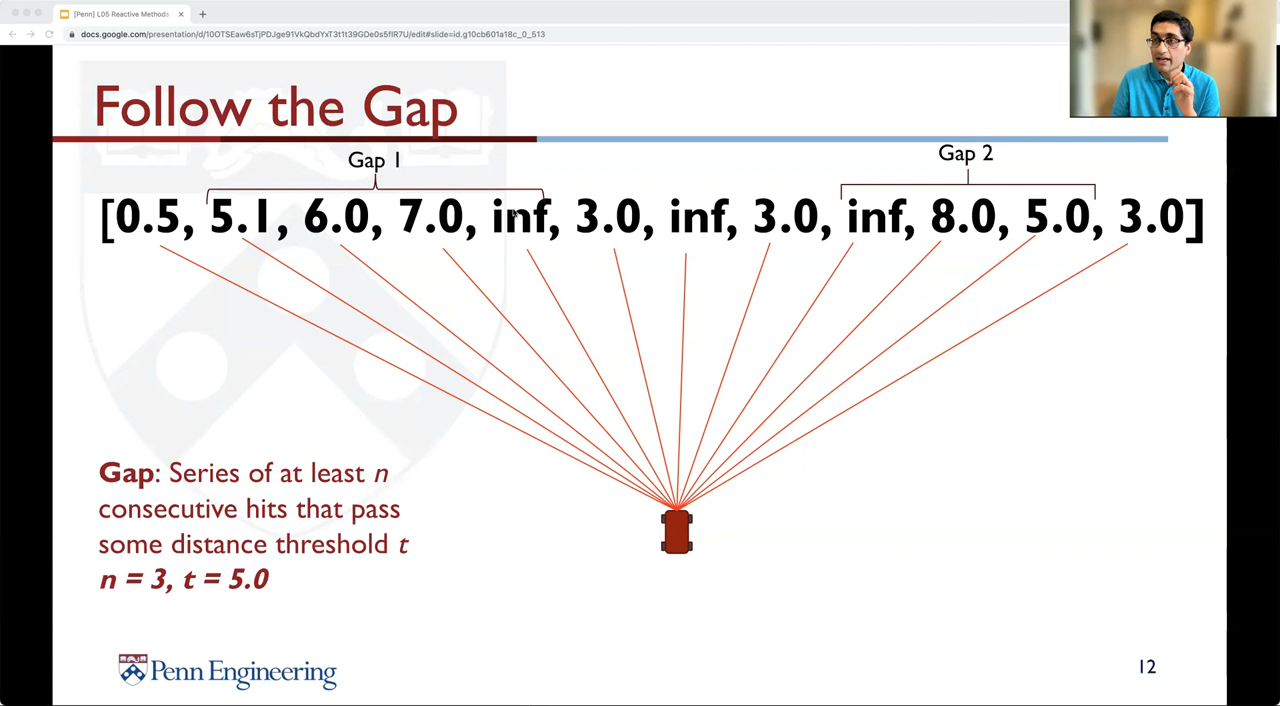 [Penn] L05 Reactive Methods
docs.google.com/presentation/d/10OTSEaw6sTjPDJge91VkQbdYxT3t1t39GDe0s5flR7U/edit#slide=id.g10cb601a18c_0_513
Follow the Gap
Gap 1
Gap 2
[0.5, 5.1, 6.0, 7.0, inf, 3.0, inf, 3.0, inf, 8.0, 5.0, 3.0]
Gap: Series of at least n
consecutive hits that pass
some distance threshold t
n = 3, t = 5.0
Penn Engineering
12